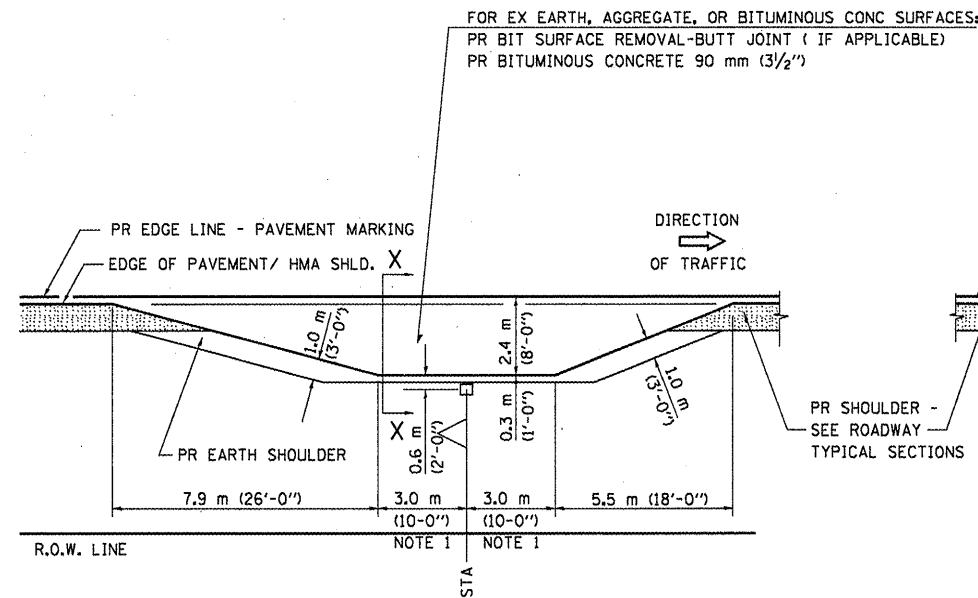 FOR EX EARTH, AGGREGATE, OR BITUMINOUS CONC SURFACES:
PR BIT SURFACE REMOVAL-BUTT JOINT ( IF APPLICABLE)
PR BITUMINOUS CONCRETE 90 mm (3 1/2")
PR EDGE LINE - PAVEMENT MARKING
EDGE OF PAVEMENT/ HMA SHLD.
X
DIRECTION
OF TRAFFIC
1.0 m
(3'-0")
2.4 m
(8'-0")
1.0 m
(3'-0")
X
0.6 m
(2'-0")
0.3 m
(1'-0")
PR EARTH SHOULDER
PR SHOULDER -
SEE ROADWAY
TYPICAL SECTIONS
7.9 m (26'-0")
3.0 m
(10-0")
NOTE 1
3.0 m
(10-0")
NOTE 1
5.5 m (18'-0")
R.O.W. LINE
STA